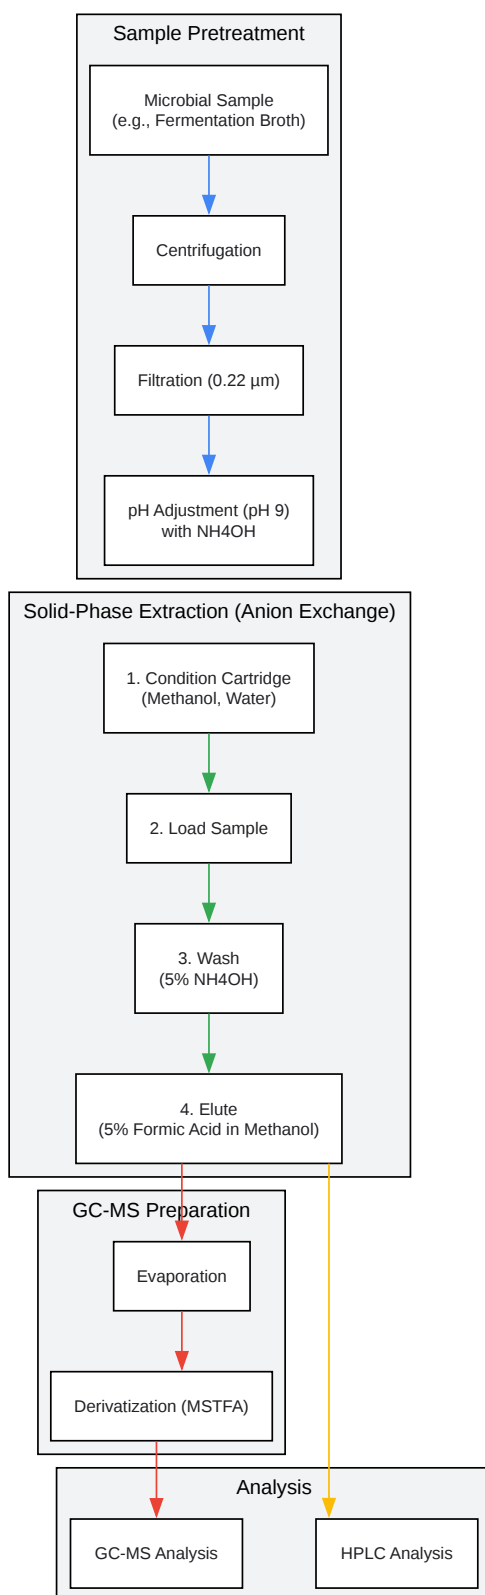 Sample Pretreatment
Microbial Sample
(e.g., Fermentation Broth)
Centrifugation
Filtration (0.22 µm)
pH Adjustment (pH 9)
with NH4OH
Solid-Phase Extraction (Anion Exchange)
1. Condition Cartridge
(Methanol, Water)
2. Load Sample
3. Wash
(5% NH4OH)
4. Elute
(5% Formic Acid in Methanol)
GC-MS Preparation
Evaporation
Derivatization (MSTFA)
Analysis
GC-MS Analysis
HPLC Analysis